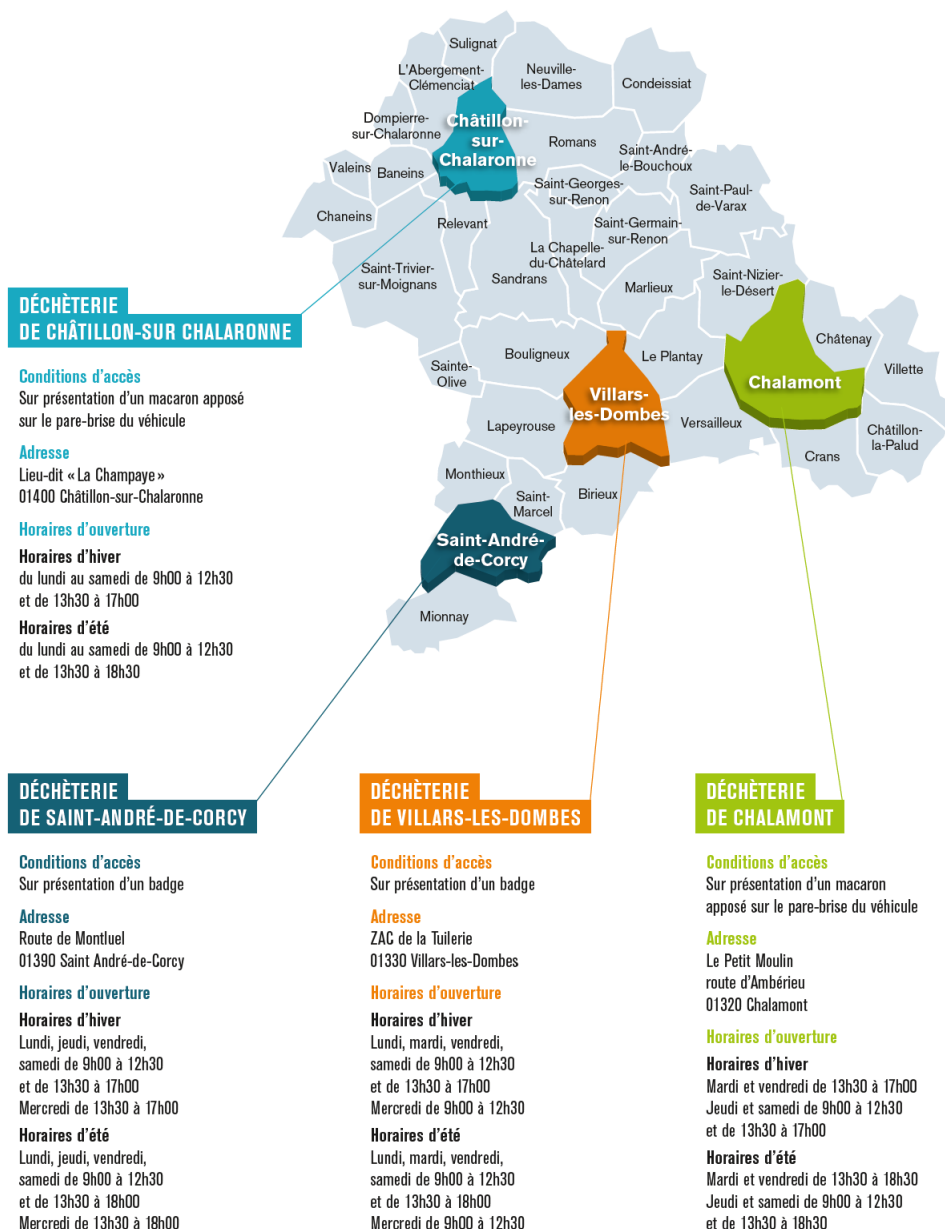 Sulignat
L'Abergement-
Clémenciat
Neuville-
les-Dames
Condeissiat
Dompierre-
sur-Chalaronne
Châtillon-
sur-
Chalaronne
Romans
Saint-André-
le-Bouchoux
Valeins
Baneins
Saint-Georges-
sur-Renon
Saint-Paul-
de-Varax
Chaneins
Relevant
Saint-Germain-
sur-Renon
La Chapelle-
du-Châtelard
Saint-Trivier-
sur-Moignans
Sandrans
Marlieux
Saint-Nizier-
le-Désert
Châtenay
Villette
Sainte-
Olive
Bouligneux
Le Plantay
Chalamont
Villars-
les-Dombes
Lapeyrouse
Versailleux
Châtillon-
la-Palud
Crans
Monthieux
Saint-
Marcel
Birieux
Saint-André-
de-Corcy
Mionnay
DÉCHÈTERIE
DE CHÂTILLON-SUR CHALARONNE
Conditions d'accès
Sur présentation d'un macaron apposé
sur le pare-brise du véhicule
Adresse
Lieu-dit « La Champaye »
01400 Châtillon-sur-Chalaronne
Horaires d'ouverture
Horaires d'hiver
du lundi au samedi de 9h00 à 12h30
et de 13h30 à 17h00
Horaires d'été
du lundi au samedi de 9h00 à 12h30
et de 13h30 à 18h30
DÉCHÈTERIE
DE SAINT-ANDRÉ-DE-CORCY
Conditions d'accès
Sur présentation d'un badge
Adresse
Route de Montluel
01390 Saint André-de-Corcy
Horaires d'ouverture
Horaires d'hiver
Lundi, jeudi, vendredi,
samedi de 9h00 à 12h30
et de 13h30 à 17h00
Mercredi de 13h30 à 17h00
Horaires d'été
Lundi, jeudi, vendredi,
samedi de 9h00 à 12h30
et de 13h30 à 18h00
Mercredi de 13h30 à 18h00
DÉCHÈTERIE
DE VILLARS-LES-DOMBES
Conditions d'accès
Sur présentation d'un badge
Adresse
ZAC de la Tuilerie
01330 Villars-les-Dombes
Horaires d'ouverture
Horaires d'hiver
Lundi, mardi, vendredi,
samedi de 9h00 à 12h30
et de 13h30 à 17h00
Mercredi de 9h00 à 12h30
Horaires d'été
Lundi, mardi, vendredi,
samedi de 9h00 à 12h30
et de 13h30 à 18h00
Mercredi de 9h00 à 12h30
DÉCHÈTERIE
DE CHALAMONT
Conditions d'accès
Sur présentation d'un macaron
apposé sur le pare-brise du véhicule
Adresse
Le Petit Moulin
route d'Ambérieu
01320 Chalamont
Horaires d'ouverture
Horaires d'hiver
Mardi et vendredi de 13h30 à 17h00
Jeudi et samedi de 9h00 à 12h30
et de 13h30 à 17h00
Horaires d'été
Mardi et vendredi de 13h30 à 18h30
Jeudi et samedi de 9h00 à 12h30
et de 13h30 à 18h30